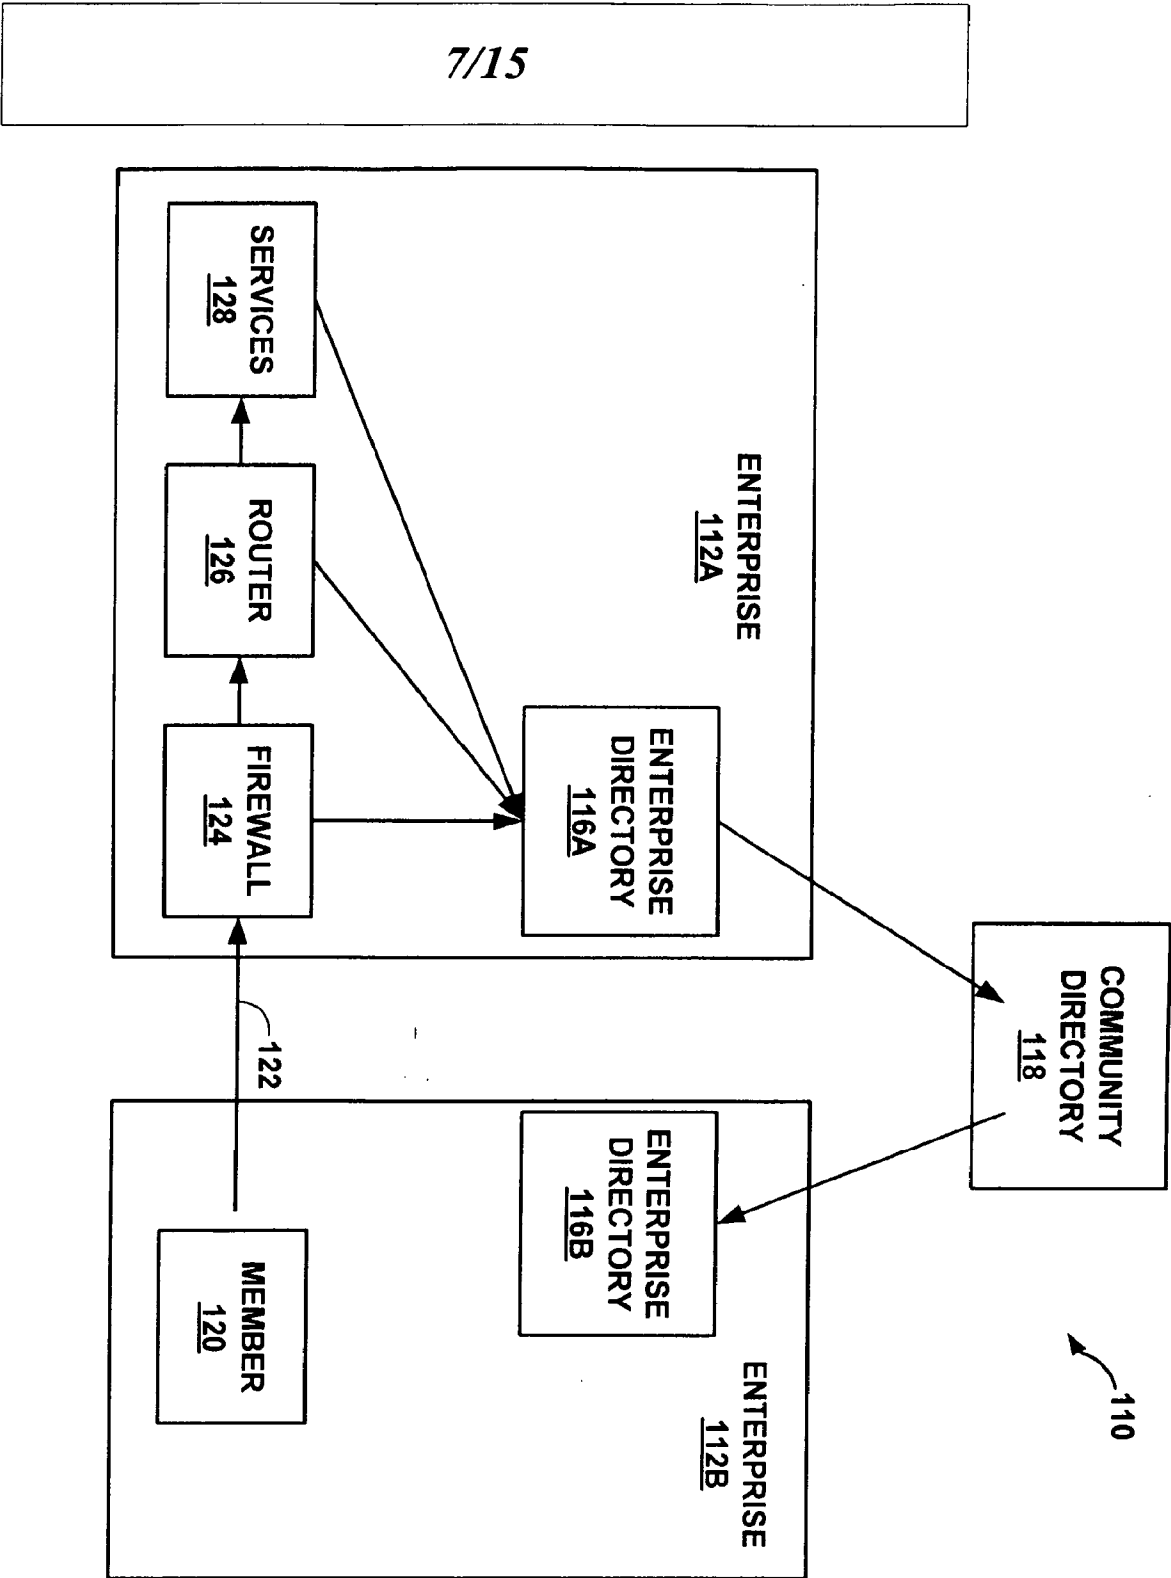 7/15
110
COMMUNITY
DIRECTORY
118
ENTERPRISE
112A
ENTERPRISE
112B
ENTERPRISE
DIRECTORY
116A
ENTERPRISE
DIRECTORY
116B
122
SERVICES
128
ROUTER
126
FIREWALL
124
MEMBER
120